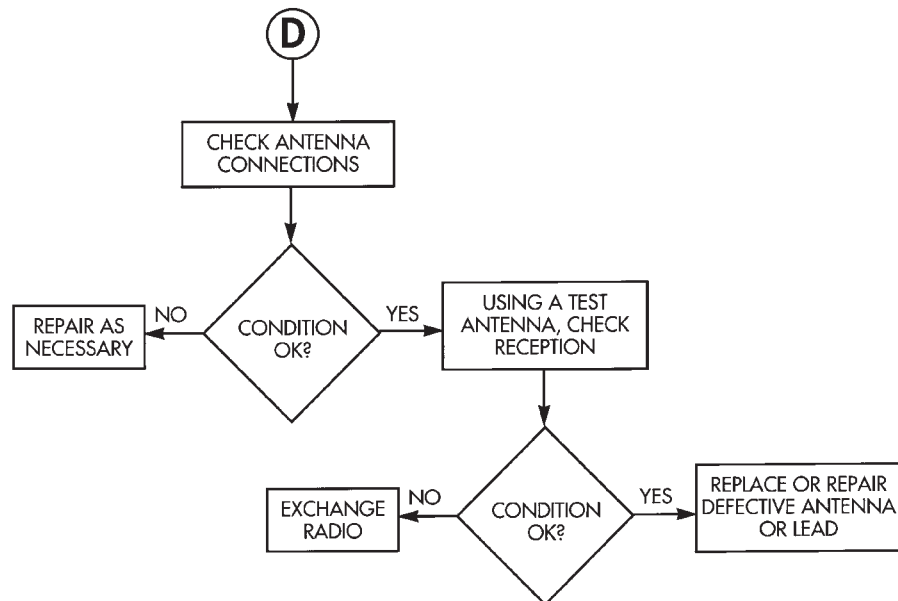 D
CHECK ANTENNA
CONNECTIONS
CONDITION
OK?
NO
REPAIR AS
NECESSARY
YES
USING A TEST
ANTENNA, CHECK
RECEPTION
CONDITION
OK?
NO
EXCHANGE
RADIO
YES
REPLACE OR REPAIR
DEFECTIVE ANTENNA
OR LEAD